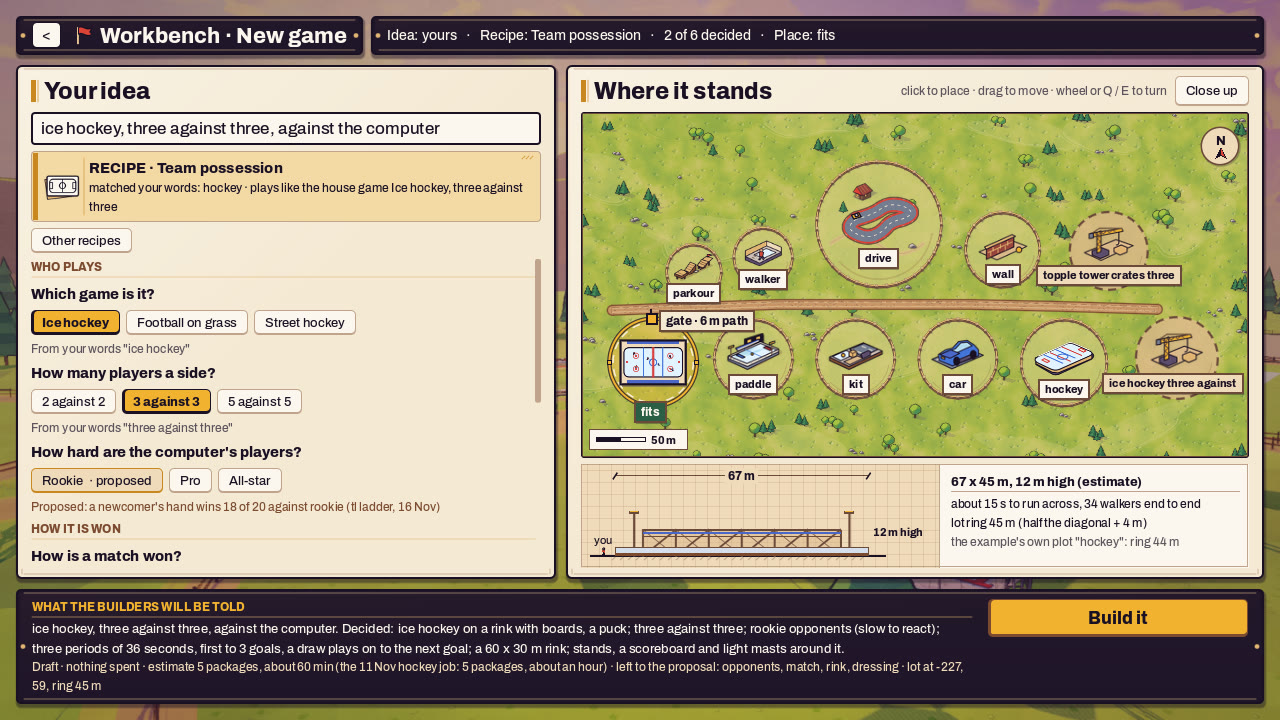 <
Workbench · New game
Idea: yours · Recipe: Team possession · 2 of 6 decided · Place: fits
Your idea
ice hockey, three against three, against the computer
RECIPE · Team possession
matched your words: hockey · plays like the house game Ice hockey, three against
three
Other recipes
WHO PLAYS
Which game is it?
Ice hockey
Football on grass
Street hockey
From your words "ice hockey"
How many players a side?
2 against 2
3 against 3
5 against 5
From your words "three against three"
How hard are the computer's players?
Rookie · proposed
Pro
All-star
Proposed: a newcomer's hand wins 18 of 20 against rookie (tl ladder, 16 Nov)
HOW IT IS WON
How is a match won?
Where it stands
click to place · drag to move · wheel or Q / E to turn
Close up
N
drive
walker
wall
topple tower crates three
parkour
gate · 6 m path
paddle
kit
car
hockey
ice hockey three against
fits
50 m
67 m
12 m high
you
67 x 45 m, 12 m high (estimate)
about 15 s to run across, 34 walkers end to end
lot ring 45 m (half the diagonal + 4 m)
the example's own plot "hockey": ring 44 m
WHAT THE BUILDERS WILL BE TOLD
ice hockey, three against three, against the computer. Decided: ice hockey on a rink with boards, a puck; three against three; rookie opponents (slow to react);
three periods of 36 seconds, first to 3 goals, a draw plays on to the next goal; a 60 x 30 m rink; stands, a scoreboard and light masts around it.
Draft · nothing spent · estimate 5 packages, about 60 min (the 11 Nov hockey job: 5 packages, about an hour) · left to the proposal: opponents, match, rink, dressing · lot at -227,
59, ring 45 m
Build it